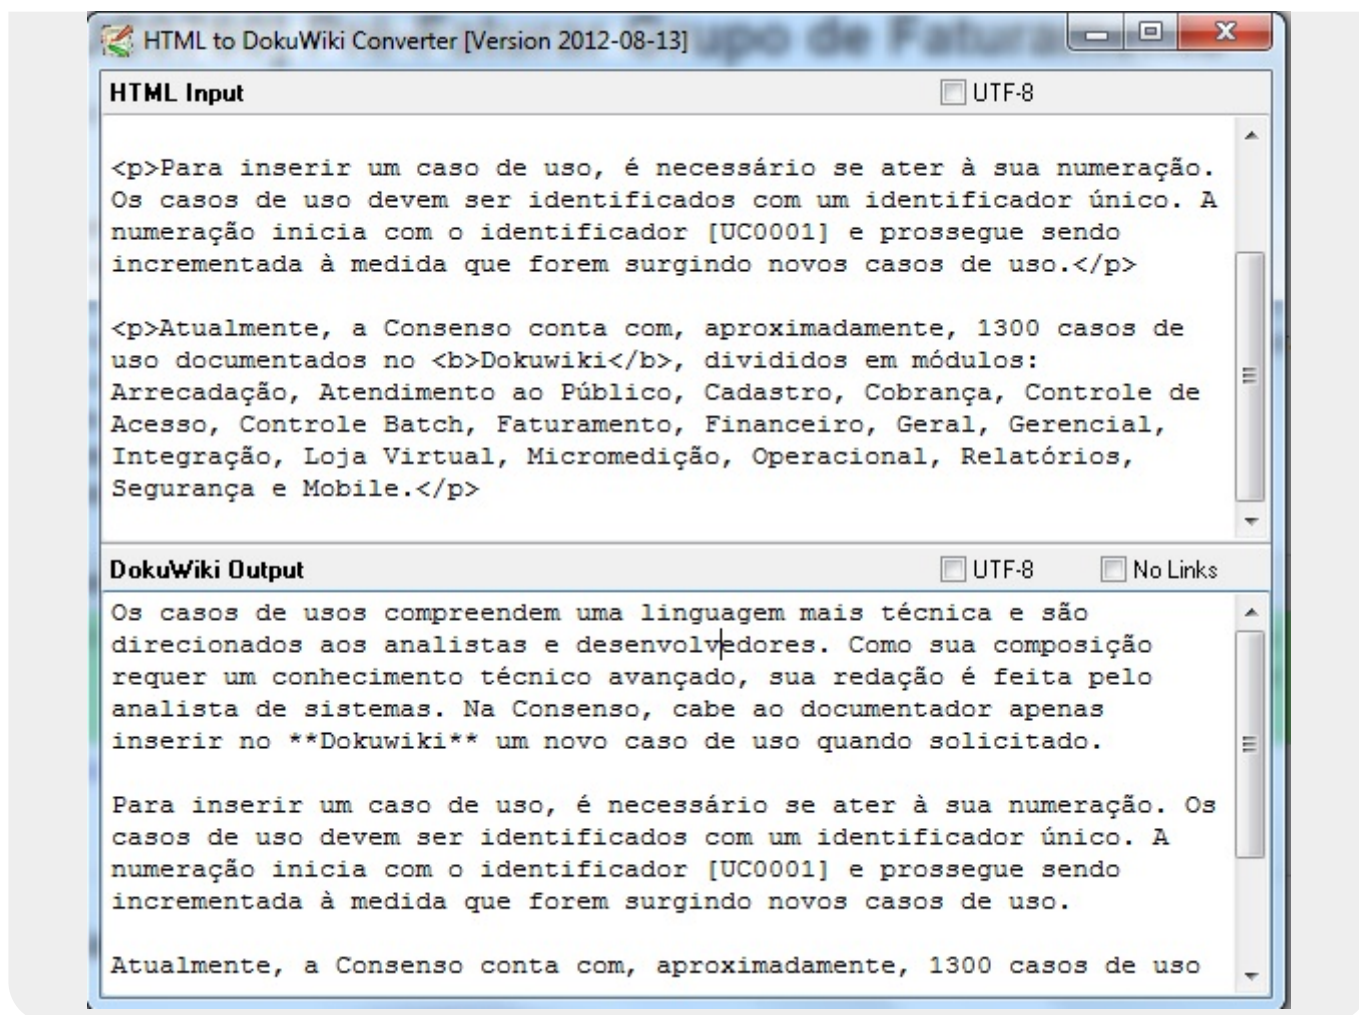 HTML to DokuWiki Converter [Version 2012-08-13]
HTML Input
UTF-8
<p>Para inserir um caso de uso, é necessário se ater à sua numeração.
Os casos de uso devem ser identificados com um identificador único. A
numeração inicia com o identificador [UC0001] e prossegue sendo
incrementada à medida que forem surgindo novos casos de uso.</p>
<p>Atualmente, a Consenso conta com, aproximadamente, 1300 casos de
uso documentados no <b>Dokuwiki</b>, divididos em módulos:
Arrecadação, Atendimento ao Público, Cadastro, Cobrança, Controle de
Acesso, Controle Batch, Faturamento, Financeiro, Geral, Gerencial,
Integração, Loja Virtual, Micromedição, Operacional, Relatórios,
Segurança e Mobile.</p>
DokuWiki Output
UTF-8
No Links
Os casos de usos compreendem uma linguagem mais técnica e são
direcionados aos analistas e desenvolvedores. Como sua composição
requer um conhecimento técnico avançado, sua redação é feita pelo
analista de sistemas. Na Consenso, cabe ao documentador apenas
inserir no **Dokuwiki** um novo caso de uso quando solicitado.
Para inserir um caso de uso, é necessário se ater à sua numeração. Os
casos de uso devem ser identificados com um identificador único. A
numeração inicia com o identificador [UC0001] e prossegue sendo
incrementada à medida que forem surgindo novos casos de uso.
Atualmente, a Consenso conta com, aproximadamente, 1300 casos de uso